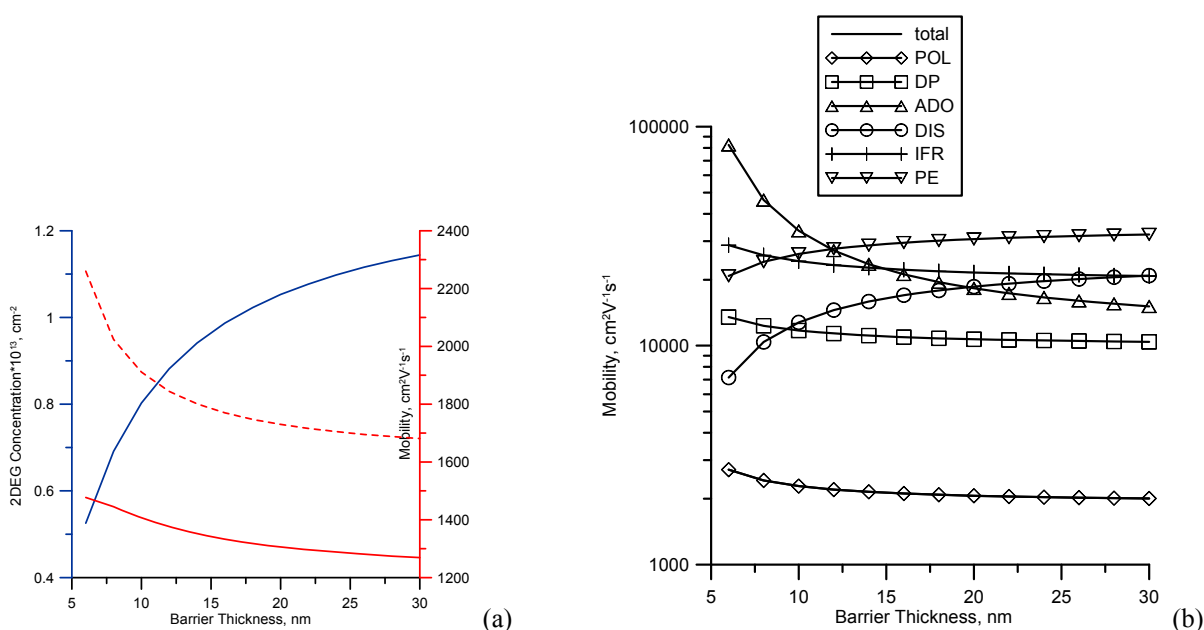 1.2
1
0.8
0.6
0.4
2DEG Concentration*10¹³, cm⁻²
2400
2200
2000
1800
1600
1400
1200
Mobility, cm²V⁻¹s⁻¹
5
10
15
20
25
30
Barrier Thickness, nm
(a)
total
POL
DP
ADO
DIS
IFR
PE
100000
10000
1000
Mobility, cm²V⁻¹s⁻¹
5
10
15
20
25
30
Barrier Thickness, nm
(b)